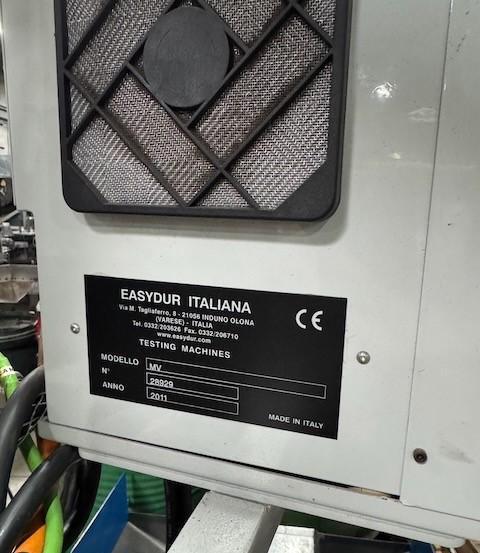 EASYDUR ITALIANA
Via M. Tagliaferro, 8 - 21056 INDUNO OLONA
(VARESE) - ITALIA
Tel. 0332/203626 Fax. 0332/206710
www.easydur.com
TESTING MACHINES
CE
MODELLO MV
N° 28929
ANNO 2011
MADE IN ITALY